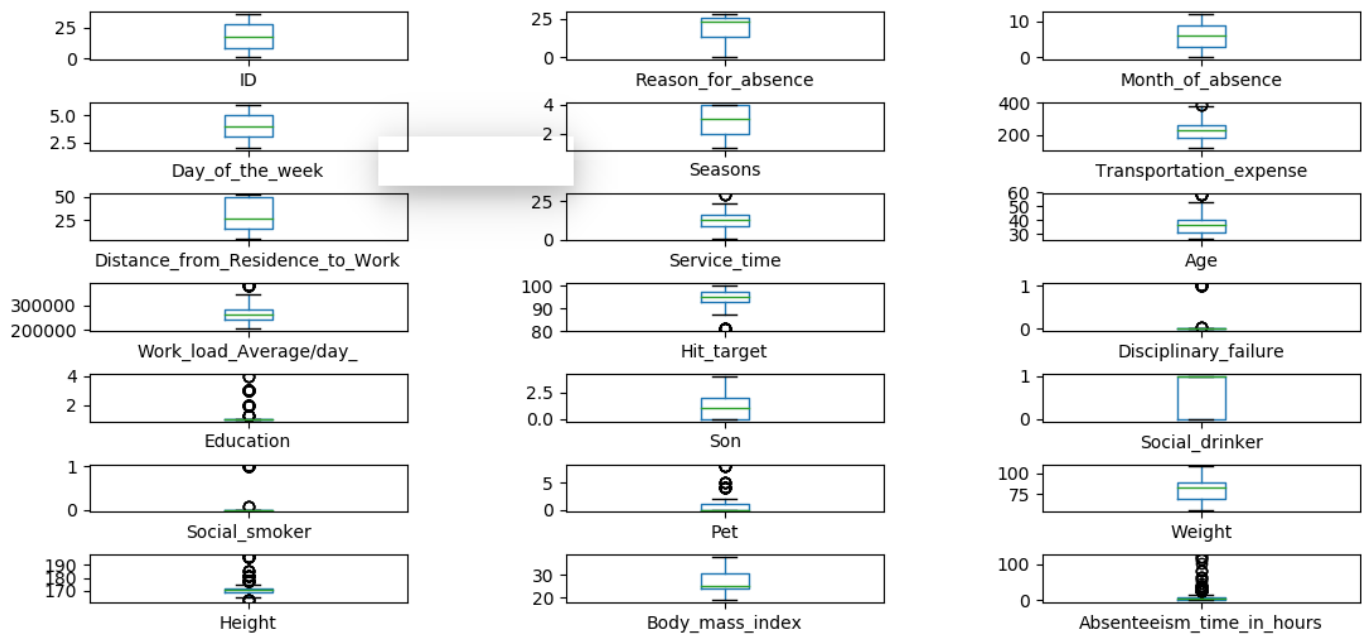 25
0
ID
25
0
Reason_for_absence
10
0
Month_of_absence
5.0
2.5
Day_of_the_week
4
2
Seasons
400
200
Transportation_expense
50
25
Distance_from_Residence_to_Work
25
0
Service_time
60
50
40
30
Age
300000
200000
Work_load_Average/day_
100
90
80
Hit_target
1
0
Disciplinary_failure
4
2
Education
2.5
0.0
Son
1
0
Social_drinker
1
0
Social_smoker
5
0
Pet
100
75
Weight
190
180
170
Height
30
20
Body_mass_index
100
0
Absenteeism_time_in_hours